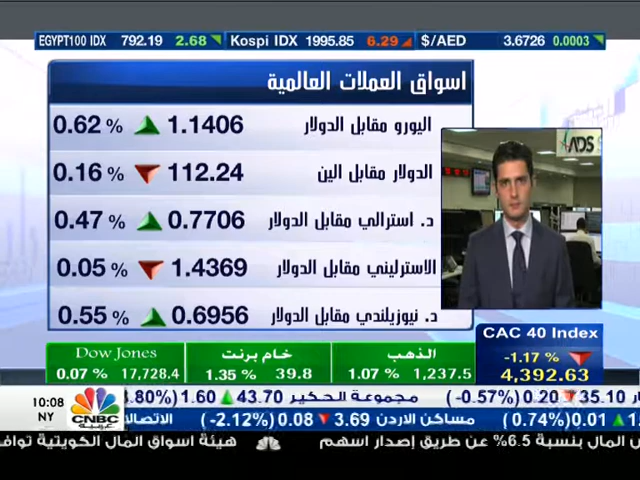 EGYPT100 IDX 792.19 2.68 Kospi IDX 1995.85 6.29 $/AED 3.6726 0.0003
اسواق العملات العالمية
اليورو مقابل الدولار 1.1406 0.62 %
الدولار مقابل الين 112.24 0.16 %
د. استرالي مقابل الدولار 0.7706 0.47 %
الاسترليني مقابل الدولار 1.4369 0.05 %
د. نيوزيلندي مقابل الدولار 0.6956 0.55 %
ADS
CAC 40 Index
-1.17 %
4,392.63
Dow Jones
0.07 % 17,728.4
خام برنت
1.35 % 39.8
الذهب
1.07 % 1,237.5
10:08
NY
CNBC
عربية
35.10 0.20 (-0.57%) مجموعة الحكير 43.70 1.60 3.80%)
0.01 (0.74%) مساكن الاردن 3.69 0.08 (-2.12%) الاتصالا
المال بنسبة 6.5% عن طريق إصدار اسهم هيئة اسواق المال الكويتية توافق